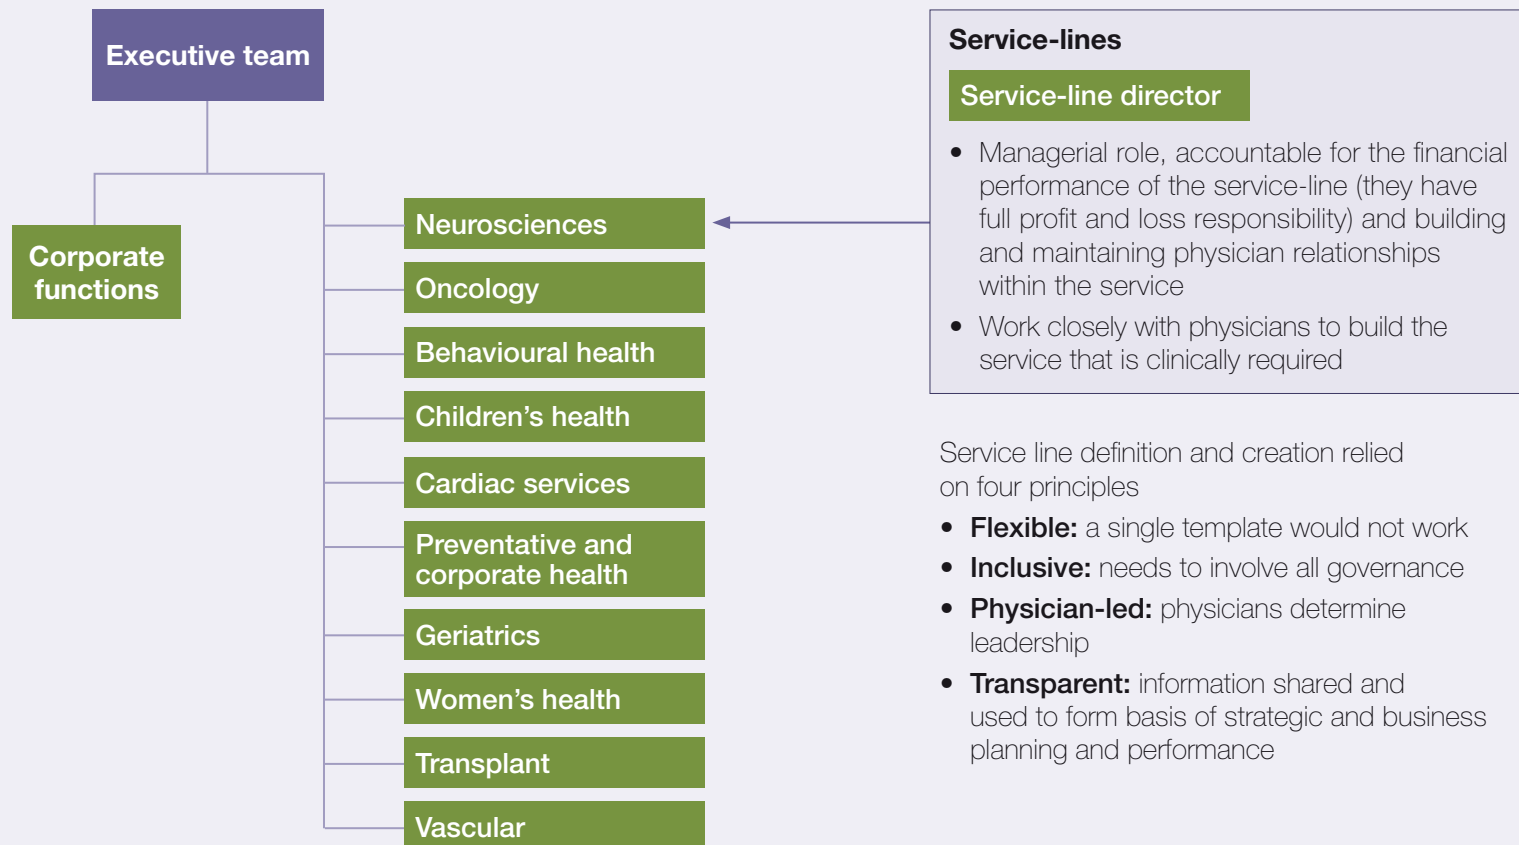 Executive team
Corporate
functions
Neurosciences
Oncology
Behavioural health
Children’s health
Cardiac services
Preventative and
corporate health
Geriatrics
Women’s health
Transplant
Vascular
Service-lines
Service-line director
• Managerial role, accountable for the financial
performance of the service-line (they have
full profit and loss responsibility) and building
and maintaining physician relationships
within the service
• Work closely with physicians to build the
service that is clinically required
Service line definition and creation relied
on four principles
• Flexible: a single template would not work
• Inclusive: needs to involve all governance
• Physician-led: physicians determine
leadership
• Transparent: information shared and
used to form basis of strategic and business
planning and performance